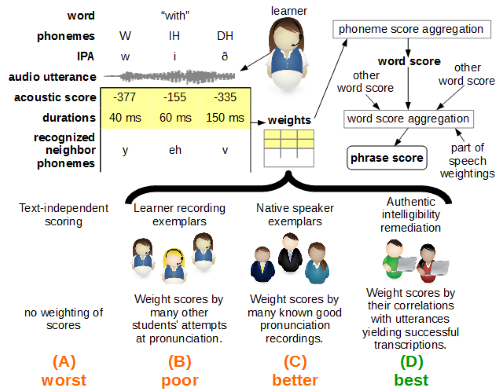 word "with" learner
phonemes W IH DH
IPA w i ð
audio utterance
acoustic score -377 -155 -335
durations 40 ms 60 ms 150 ms
recognized
neighbor
phonemes y eh v
weights
phoneme score aggregation
word score
other
word score
other
word score
word score aggregation
phrase score
part of
speech
weightings
Text-independent
scoring
no weighting of
scores
(A)
worst
Learner recording
exemplars
Weight scores by
many other
students' attempts
at pronunciation.
(B)
poor
Native speaker
exemplars
Weight scores by
many known good
pronunciation
recordings.
(C)
better
Authentic
intelligibility
remediation
Weight scores by
their correlations
with utterances
yielding successful
transcriptions.
(D)
best